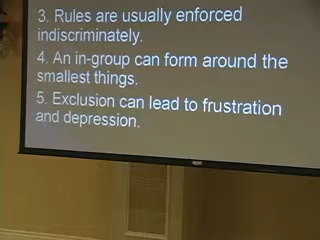 3. Rules are usually enforced
indiscriminately.
4. An in-group can form around the
smallest things.
5. Exclusion can lead to frustration
and depression.